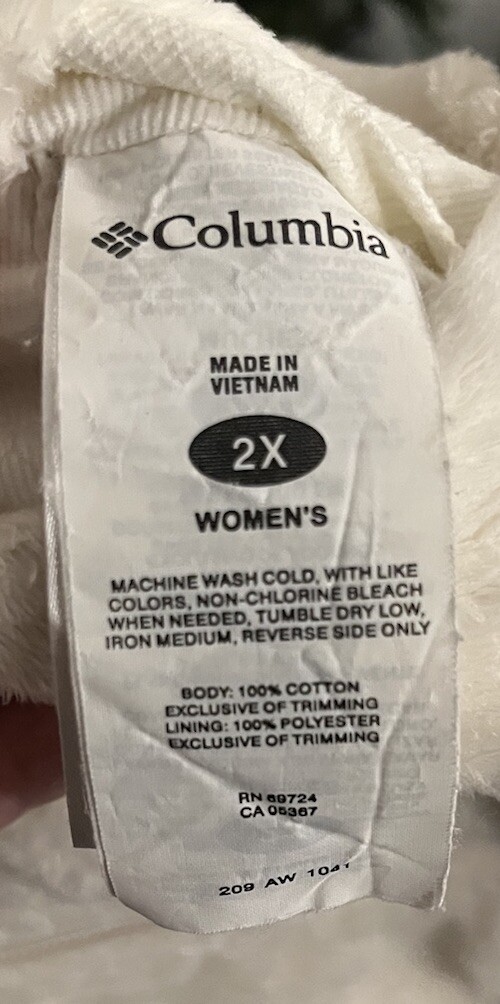 Columbia
MADE IN
VIETNAM
2X
WOMEN'S
MACHINE WASH COLD, WITH LIKE
COLORS, NON-CHLORINE BLEACH
WHEN NEEDED, TUMBLE DRY LOW,
IRON MEDIUM, REVERSE SIDE ONLY
BODY: 100% COTTON
EXCLUSIVE OF TRIMMING
LINING: 100% POLYESTER
EXCLUSIVE OF TRIMMING
RN 69724
CA 05367
209 AW 1041